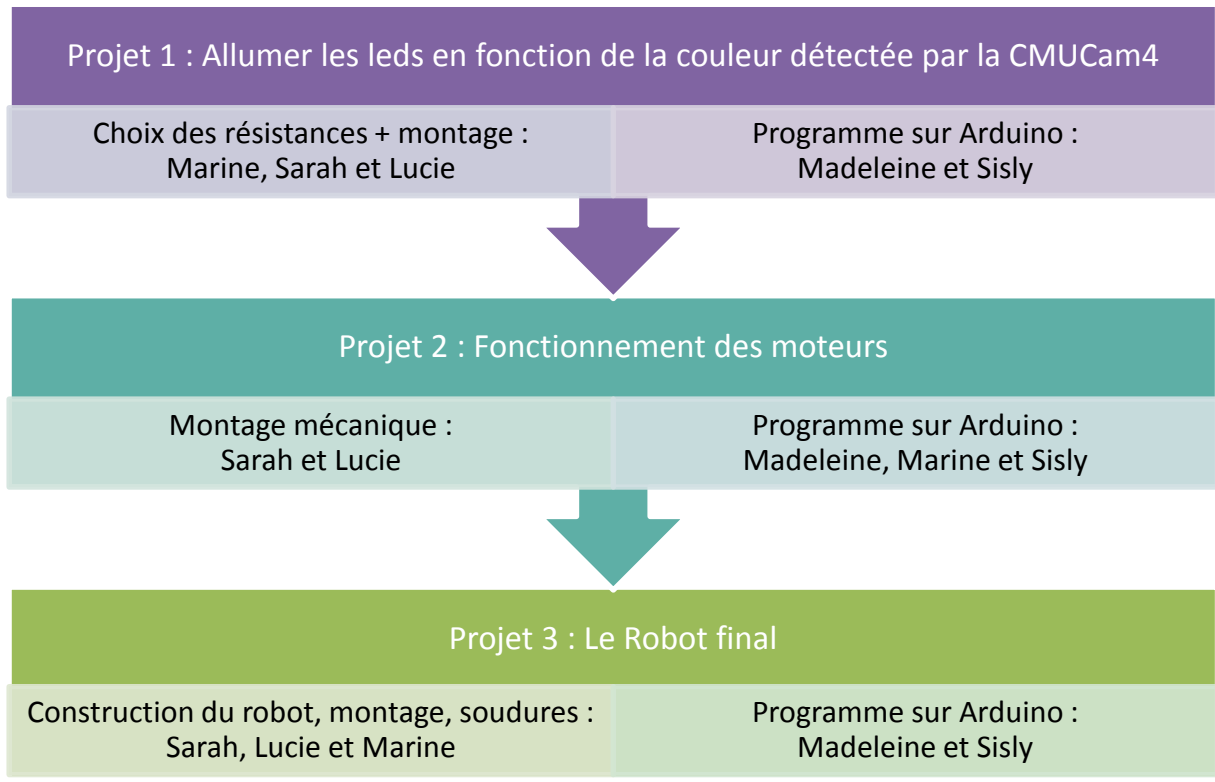 Projet 1 : Allumer les leds en fonction de la couleur détectée par la CMUCam4
Choix des résistances + montage :
Marine, Sarah et Lucie
Programme sur Arduino :
Madeleine et Sisly
Projet 2 : Fonctionnement des moteurs
Montage mécanique :
Sarah et Lucie
Programme sur Arduino :
Madeleine, Marine et Sisly
Projet 3 : Le Robot final
Construction du robot, montage, soudures :
Sarah, Lucie et Marine
Programme sur Arduino :
Madeleine et Sisly